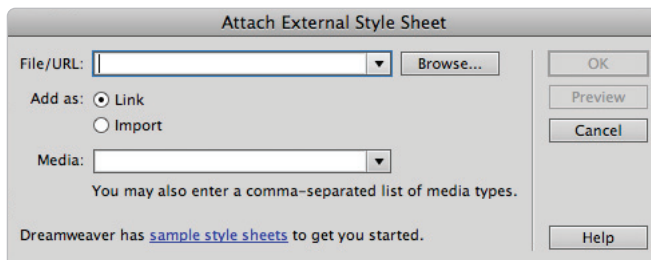 Attach External Style Sheet
File/URL: Browse... OK
Add as: Link Preview
Import Cancel
Media:
You may also enter a comma-separated list of media types.
Dreamweaver has sample style sheets to get you started. Help